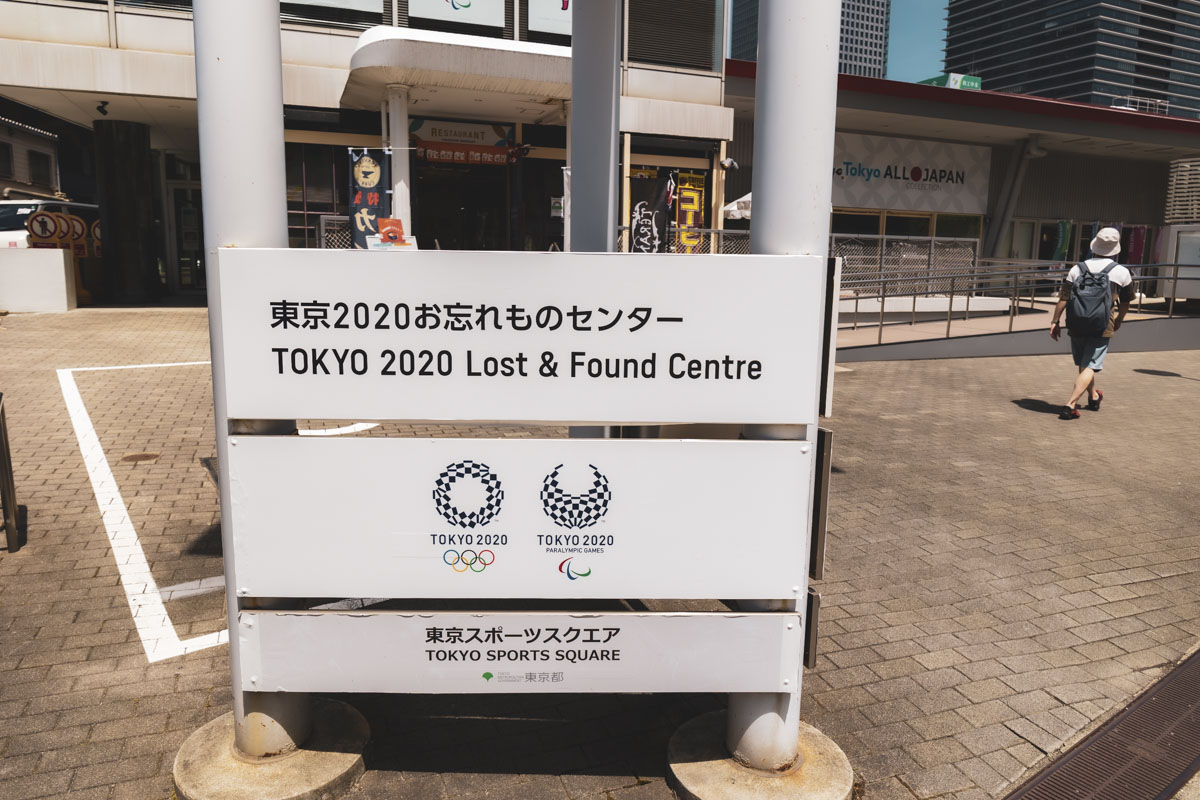 RESTAURANT
Tokyo ALL JAPAN
COLLECTION
東京2020お忘れものセンター
TOKYO 2020 Lost & Found Centre
TOKYO 2020
TOKYO 2020
PARALYMPIC GAMES
東京スポーツスクエア
TOKYO SPORTS SQUARE
東京都